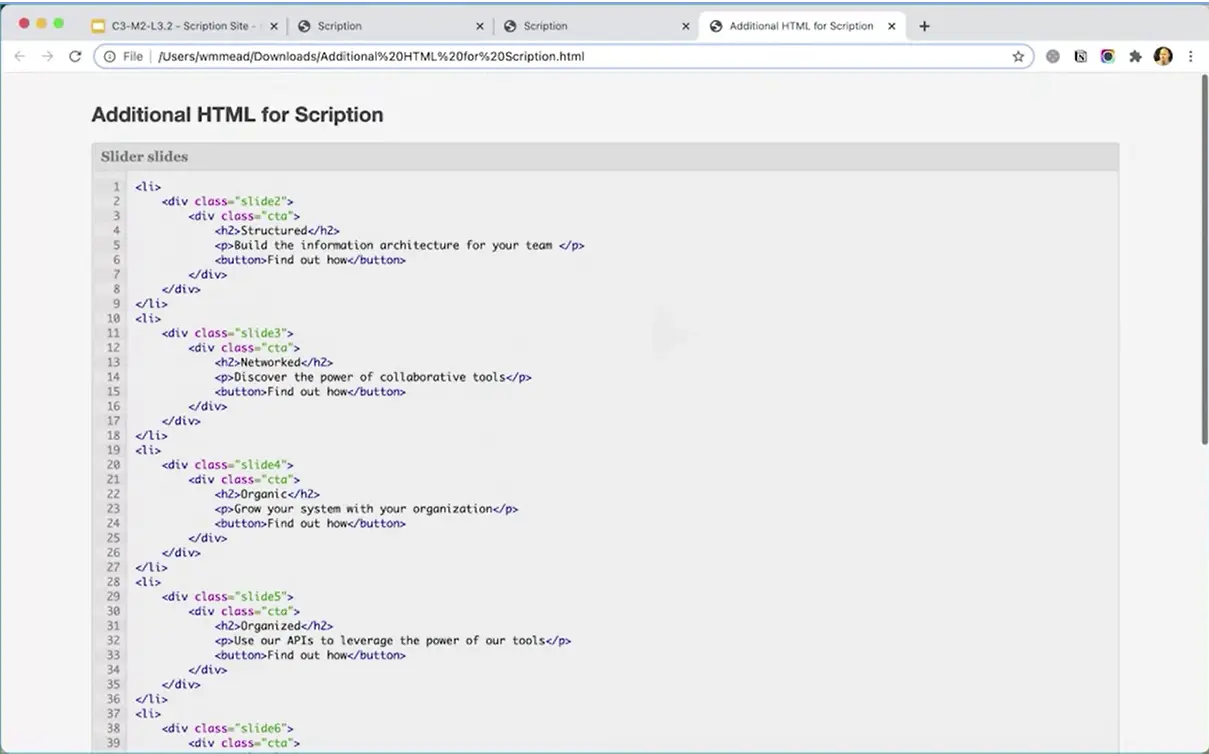 C3-M2-L3.2 – Scription Site -
Scription
Scription
Additional HTML for Scription
File
/Users/wmmead/Downloads/Additional%20HTML%20for%20Scription.html
Additional HTML for Scription
Slider slides
1 <li>
2 <div class="slide2">
3 <div class="cta">
4 <h2>Structured</h2>
5 <p>Build the information architecture for your team </p>
6 <button>Find out how</button>
7 </div>
8 </div>
9 </li>
10 <li>
11 <div class="slide3">
12 <div class="cta">
13 <h2>Networked</h2>
14 <p>Discover the power of collaborative tools</p>
15 <button>Find out how</button>
16 </div>
17 </div>
18 </li>
19 <li>
20 <div class="slide4">
21 <div class="cta">
22 <h2>Organic</h2>
23 <p>Grow your system with your organization</p>
24 <button>Find out how</button>
25 </div>
26 </div>
27 </li>
28 <li>
29 <div class="slide5">
30 <div class="cta">
31 <h2>Organized</h2>
32 <p>Use our APIs to leverage the power of our tools</p>
33 <button>Find out how</button>
34 </div>
35 </div>
36 </li>
37 <li>
38 <div class="slide6">
39 <div class="cta">